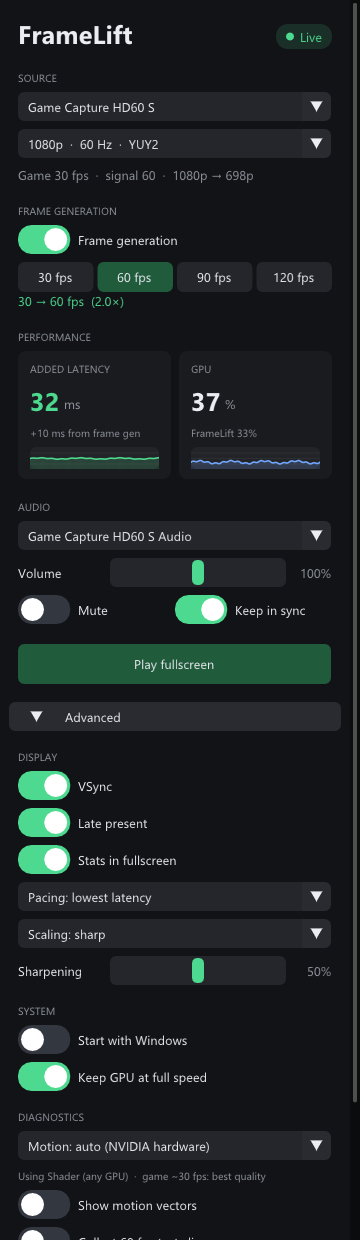 FrameLift
Live
SOURCE
Game Capture HD60 S
1080p · 60 Hz · YUY2
Game 30 fps · signal 60 · 1080p → 698p
FRAME GENERATION
Frame generation
30 fps 60 fps 90 fps 120 fps
30 → 60 fps (2.0×)
PERFORMANCE
ADDED LATENCY
32 ms
+10 ms from frame gen
GPU
37 %
FrameLift 33%
AUDIO
Game Capture HD60 S Audio
Volume 100%
Mute Keep in sync
Play fullscreen
Advanced
DISPLAY
VSync
Late present
Stats in fullscreen
Pacing: lowest latency
Scaling: sharp
Sharpening 50%
SYSTEM
Start with Windows
Keep GPU at full speed
DIAGNOSTICS
Motion: auto (NVIDIA hardware)
Using Shader (any GPU) · game ~30 fps: best quality
Show motion vectors